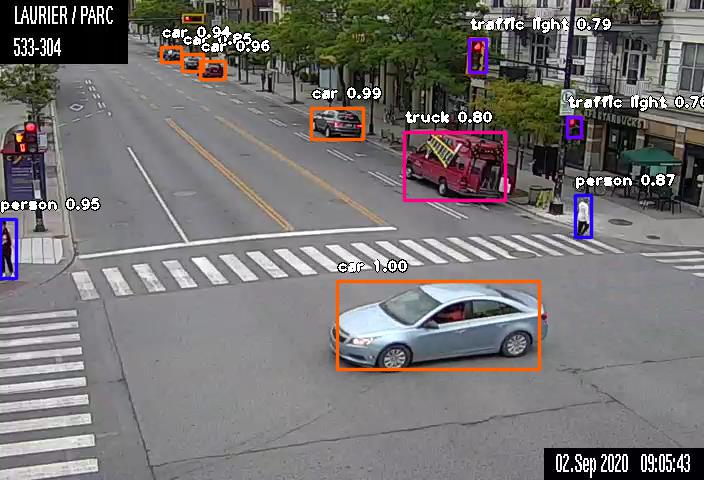 LAURIER / PARC
533-304
car 0.94
car 0.96
traffic light 0.79
car 0.99
truck 0.80
traffic light 0.76
STARBUCKS
person 0.87
person 0.95
car 1.00
02.Sep 2020 09:05:43